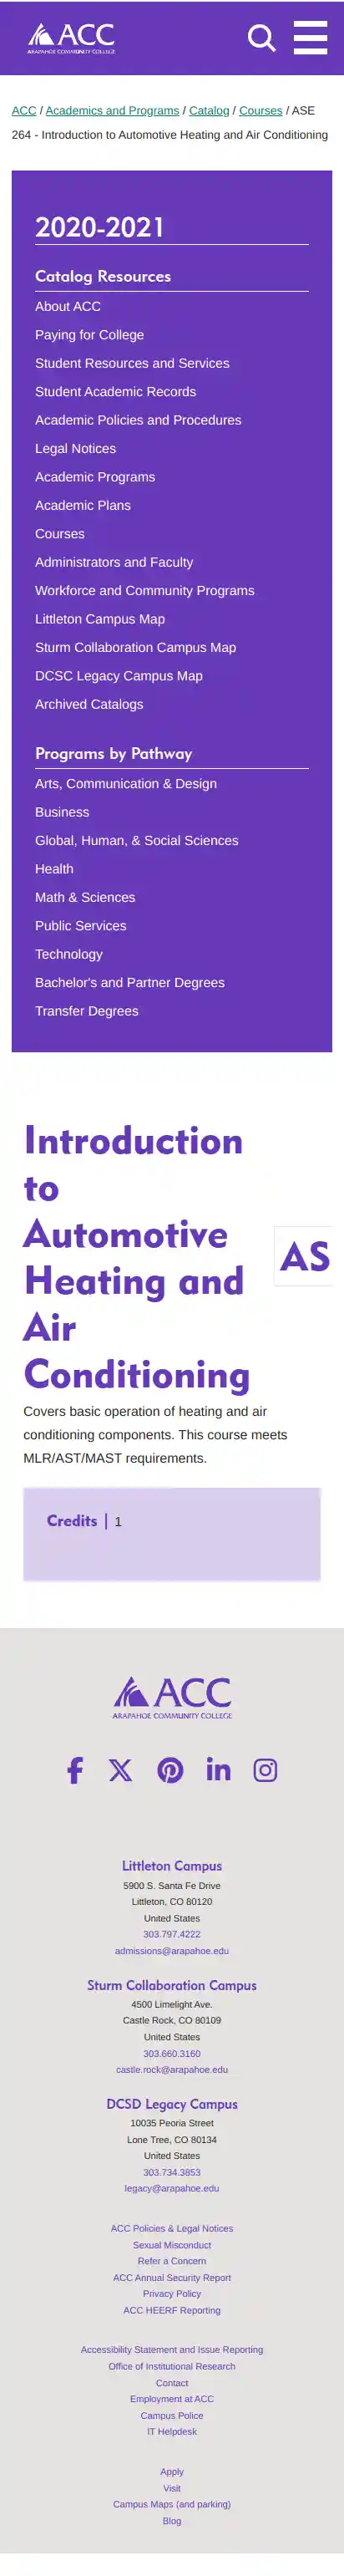 ACC
ARAPAHOE COMMUNITY COLLEGE
ACC / Academics and Programs / Catalog / Courses / ASE
264 - Introduction to Automotive Heating and Air Conditioning
2020-2021
Catalog Resources
About ACC
Paying for College
Student Resources and Services
Student Academic Records
Academic Policies and Procedures
Legal Notices
Academic Programs
Academic Plans
Courses
Administrators and Faculty
Workforce and Community Programs
Littleton Campus Map
Sturm Collaboration Campus Map
DCSC Legacy Campus Map
Archived Catalogs
Programs by Pathway
Arts, Communication & Design
Business
Global, Human, & Social Sciences
Health
Math & Sciences
Public Services
Technology
Bachelor's and Partner Degrees
Transfer Degrees
Introduction
to
Automotive
Heating and
Air
Conditioning
AS
Covers basic operation of heating and air
conditioning components. This course meets
MLR/AST/MAST requirements.
Credits | 1
ACC
ARAPAHOE COMMUNITY COLLEGE
Littleton Campus
5900 S. Santa Fe Drive
Littleton, CO 80120
United States
303.797.4222
admissions@arapahoe.edu
Sturm Collaboration Campus
4500 Limelight Ave.
Castle Rock, CO 80109
United States
303.660.3160
castle.rock@arapahoe.edu
DCSD Legacy Campus
10035 Peoria Street
Lone Tree, CO 80134
United States
303.734.3853
legacy@arapahoe.edu
ACC Policies & Legal Notices
Sexual Misconduct
Refer a Concern
ACC Annual Security Report
Privacy Policy
ACC HEERF Reporting
Accessibility Statement and Issue Reporting
Office of Institutional Research
Contact
Employment at ACC
Campus Police
IT Helpdesk
Apply
Visit
Campus Maps (and parking)
Blog